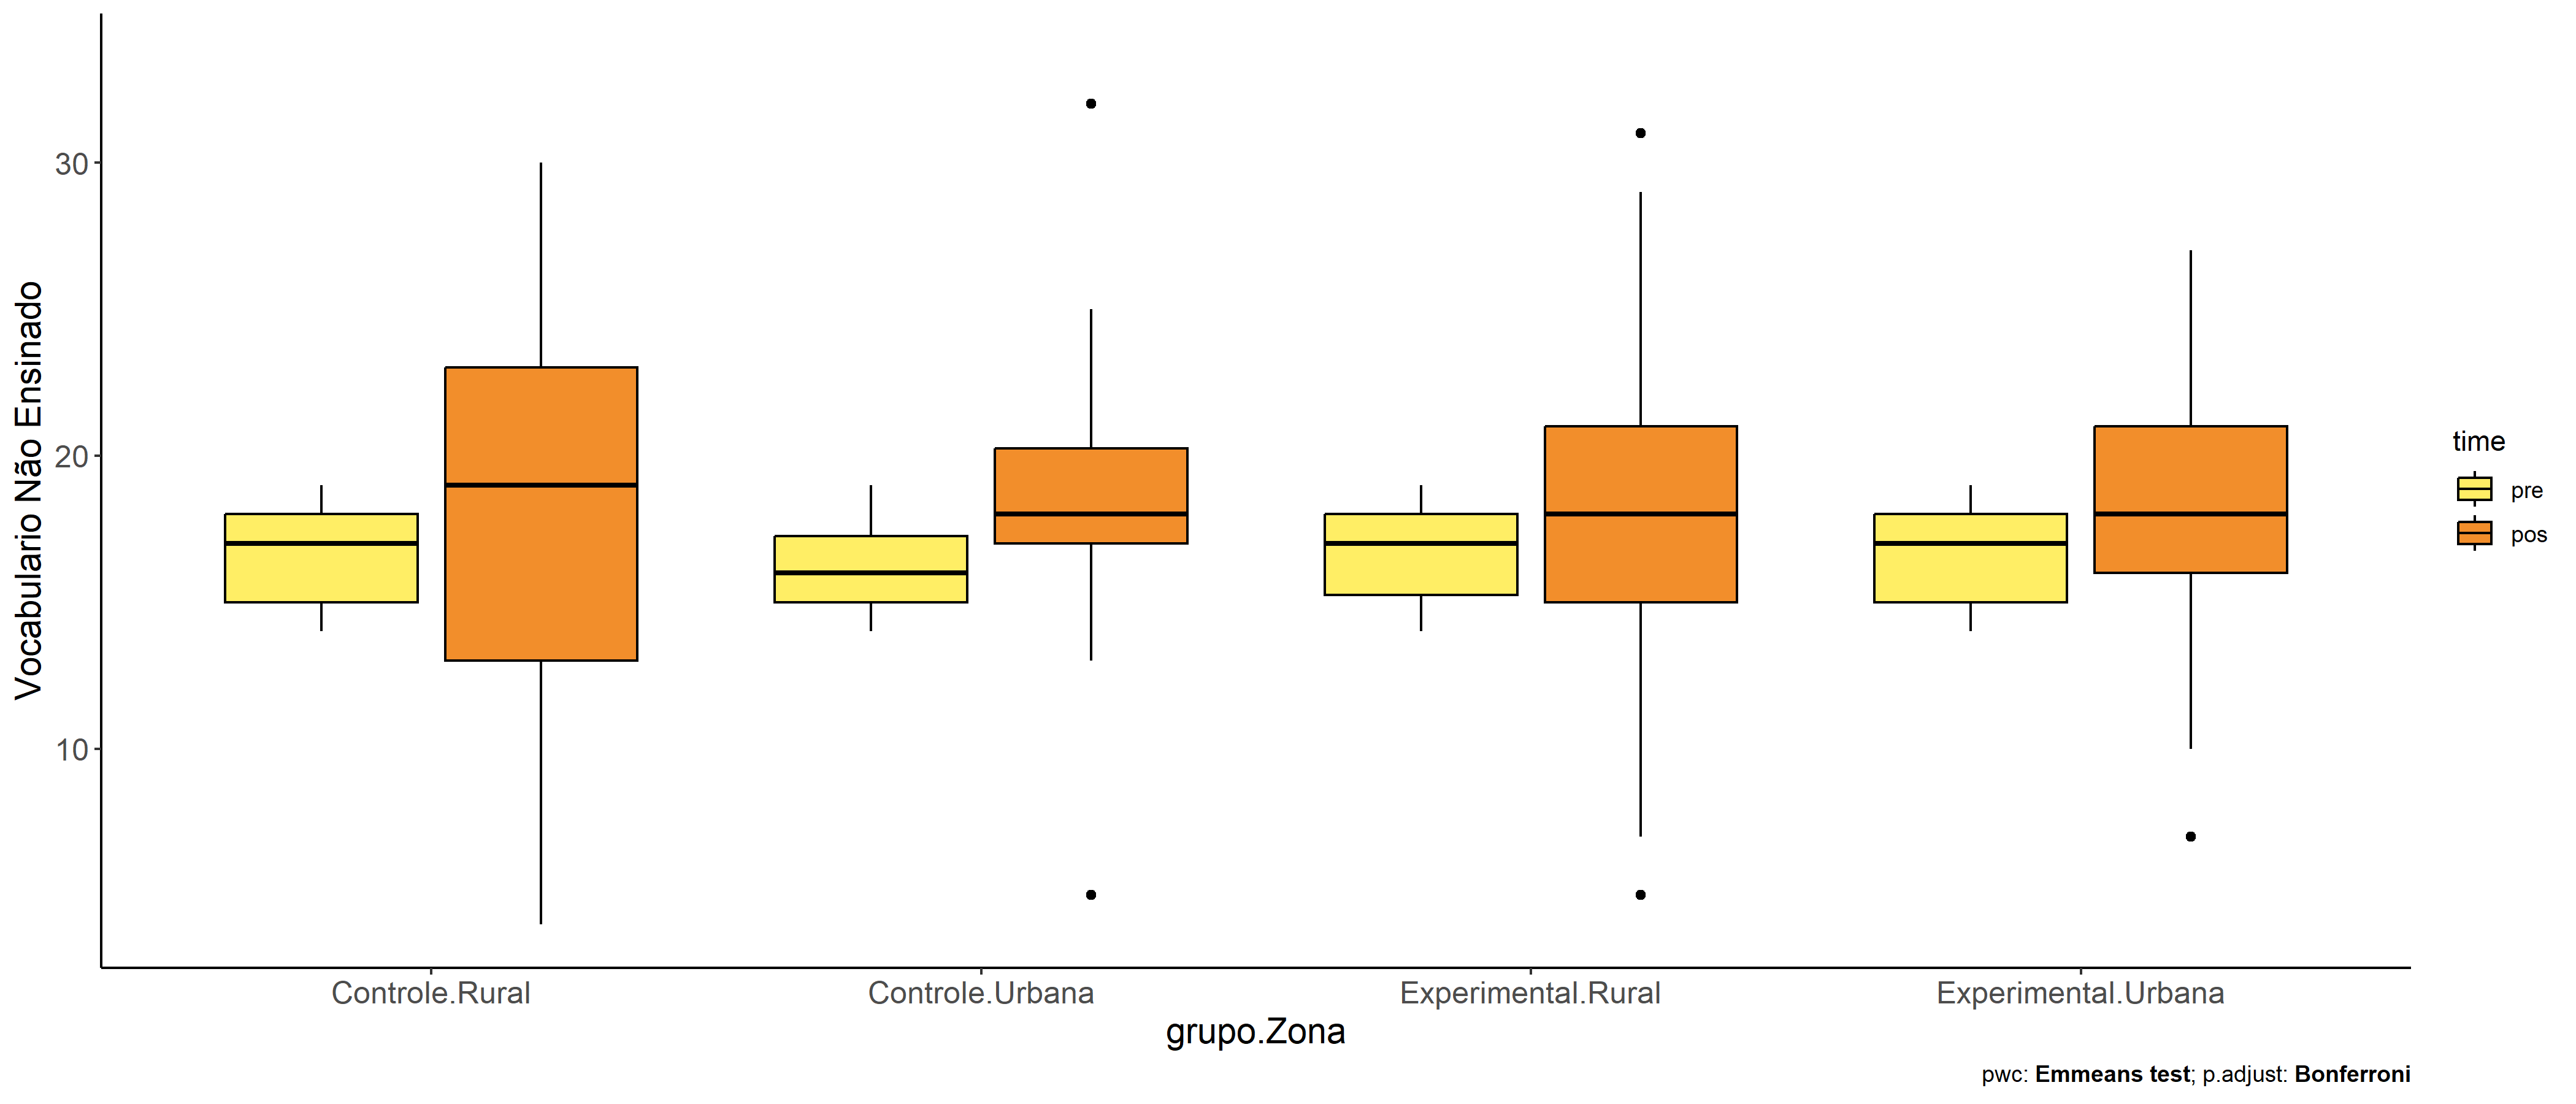 Vocabulario Não Ensinado
30
20
10
Controle.Rural
Controle.Urbana
Experimental.Rural
Experimental.Urbana
grupo.Zona
time
pre
pos
pwc: Emmeans test; p.adjust: Bonferroni